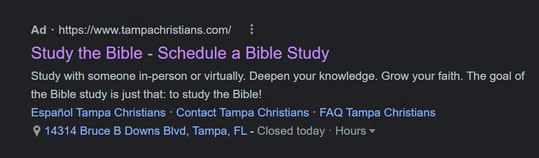 Ad · https://www.tampachristians.com/
Study the Bible - Schedule a Bible Study
Study with someone in-person or virtually. Deepen your knowledge. Grow your faith. The goal of
the Bible study is just that: to study the Bible!
Español Tampa Christians · Contact Tampa Christians · FAQ Tampa Christians
14314 Bruce B Downs Blvd, Tampa, FL - Closed today · Hours